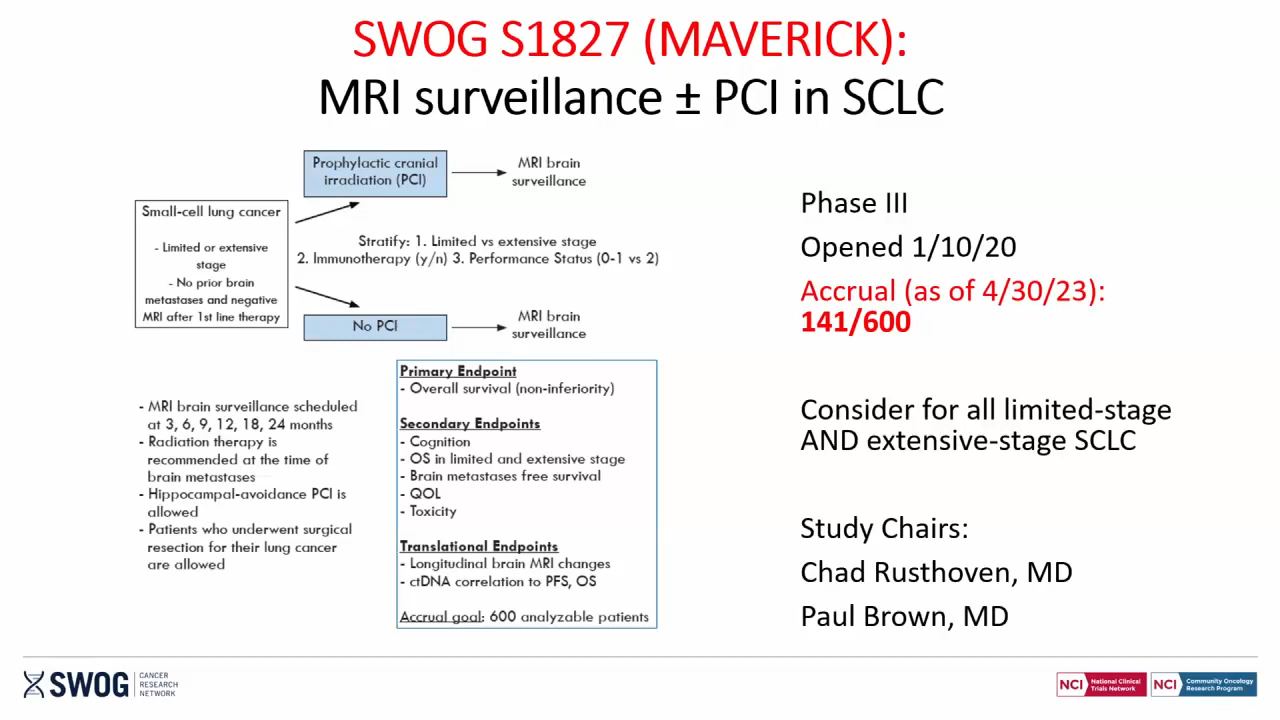 SWOG S1827 (MAVERICK):
MRI surveillance ± PCI in SCLC
Prophylactic cranial
irradiation (PCI)
MRI brain
surveillance
Small-cell lung cancer
- Limited or extensive
stage
- No prior brain
metastases and negative
MRI after 1st line therapy
Stratify: 1. Limited vs extensive stage
2. Immunotherapy (y/n) 3. Performance Status (0-1 vs 2)
No PCI
MRI brain
surveillance
- MRI brain surveillance scheduled
at 3, 6, 9, 12, 18, 24 months
- Radiation therapy is
recommended at the time of
brain metastases
- Hippocampal-avoidance PCI is
allowed
- Patients who underwent surgical
resection for their lung cancer
are allowed
Primary Endpoint
- Overall survival (non-inferiority)
Secondary Endpoints
- Cognition
- OS in limited and extensive stage
- Brain metastases free survival
- QOL
- Toxicity
Translational Endpoints
- Longitudinal brain MRI changes
- ctDNA correlation to PFS, OS
Accrual goal: 600 analyzable patients
Phase III
Opened 1/10/20
Accrual (as of 4/30/23):
141/600
Consider for all limited-stage
AND extensive-stage SCLC
Study Chairs:
Chad Rusthoven, MD
Paul Brown, MD
SWOG
CANCER
RESEARCH
NETWORK
NCI
National Clinical
Trials Network
NCI
Community Oncology
Research Program